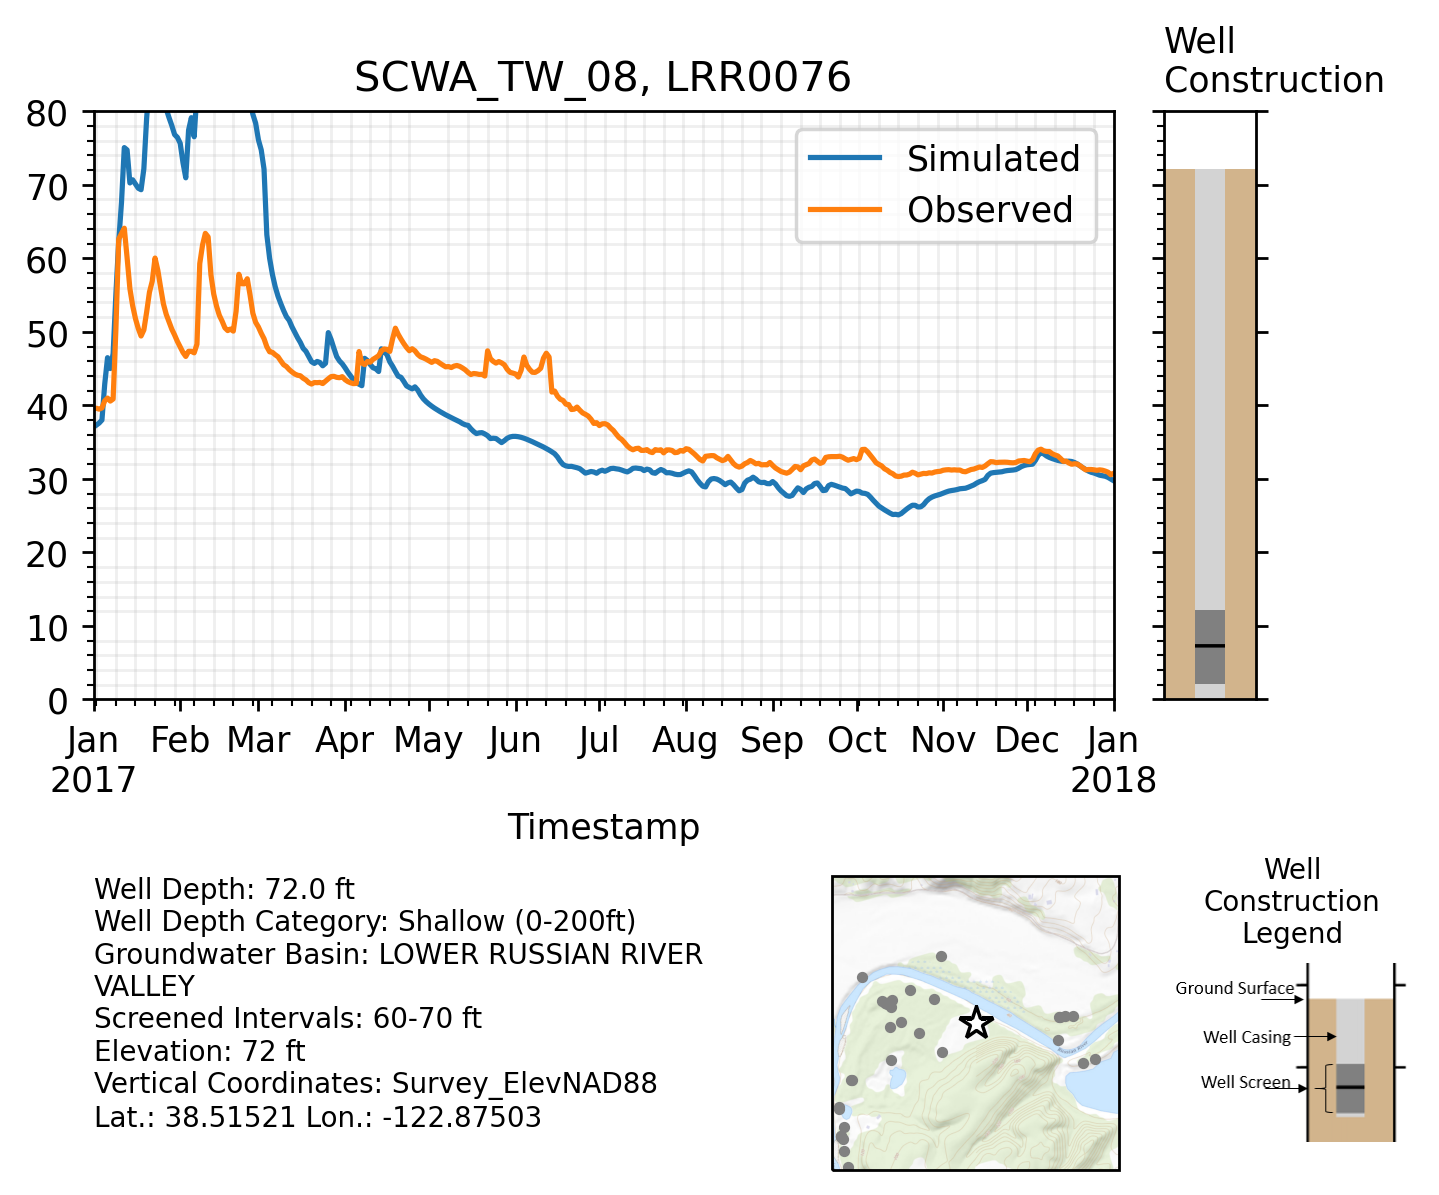 Well
Construction
SCWA_TW_08, LRR0076
80
70
60
50
40
30
20
10
0
Simulated
Observed
Jan Feb Mar Apr May Jun Jul Aug Sep Oct Nov Dec Jan
2017 2018
Timestamp
Well Depth: 72.0 ft
Well Depth Category: Shallow (0-200ft)
Groundwater Basin: LOWER RUSSIAN RIVER
VALLEY
Screened Intervals: 60-70 ft
Elevation: 72 ft
Vertical Coordinates: Survey_ElevNAD88
Lat.: 38.51521 Lon.: -122.87503
Russian River
Well
Construction
Legend
Ground Surface
Well Casing
Well Screen